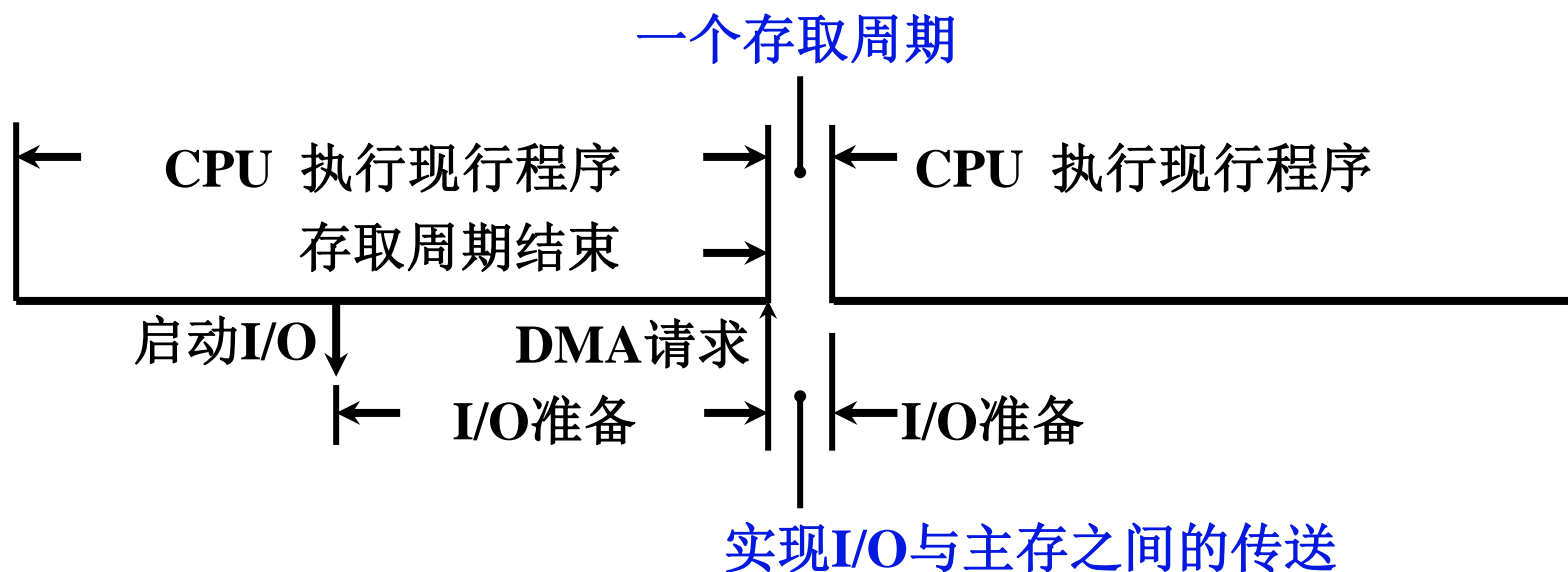 一个存取周期
CPU 执行现行程序
CPU 执行现行程序
存取周期结束
启动I/O
DMA请求
I/O准备
I/O准备
实现I/O与主存之间的传送